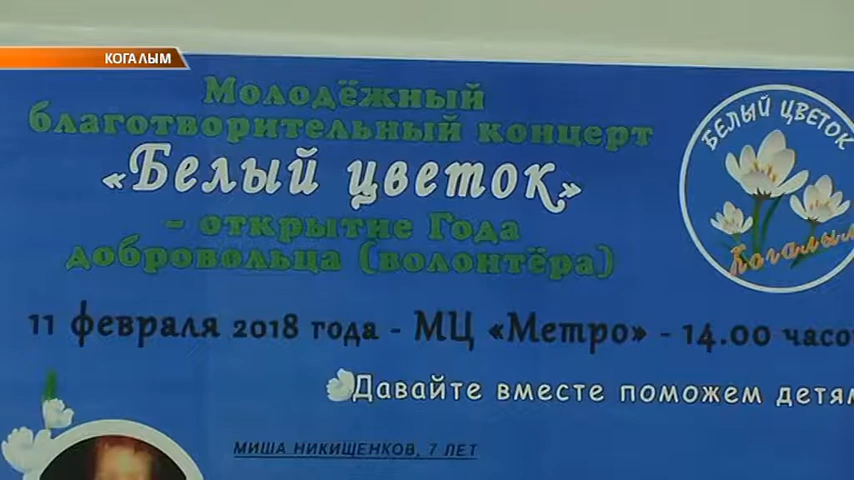 КОГАЛЫМ
Молодёжный
благотворительный концерт
«Белый цветок»
- открытие Года
добровольца (волонтёра)
БЕЛЫЙ ЦВЕТОК
Когалым
11 февраля 2018 года - МЦ «Метро» - 14.00 часо
Давайте вместе поможем детям
МИША НИКИЩЕНКОВ, 7 ЛЕТ